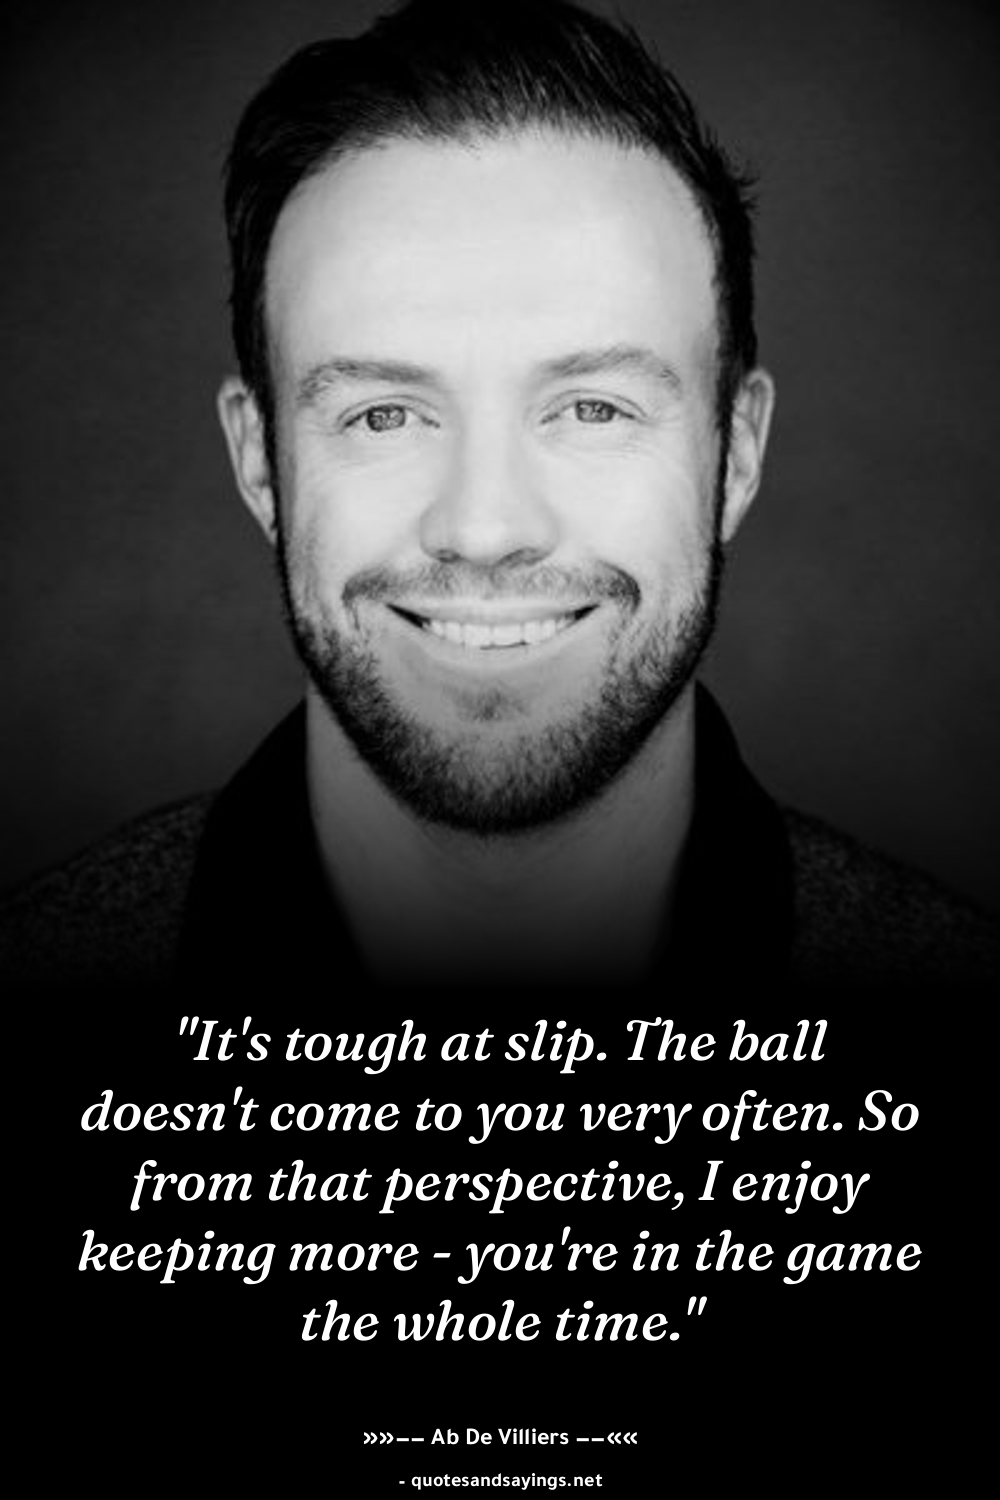 "It's tough at slip. The ball
doesn't come to you very often. So
from that perspective, I enjoy
keeping more - you're in the game
the whole time."
»»–– Ab De Villiers ––««
- quotesandsayings.net